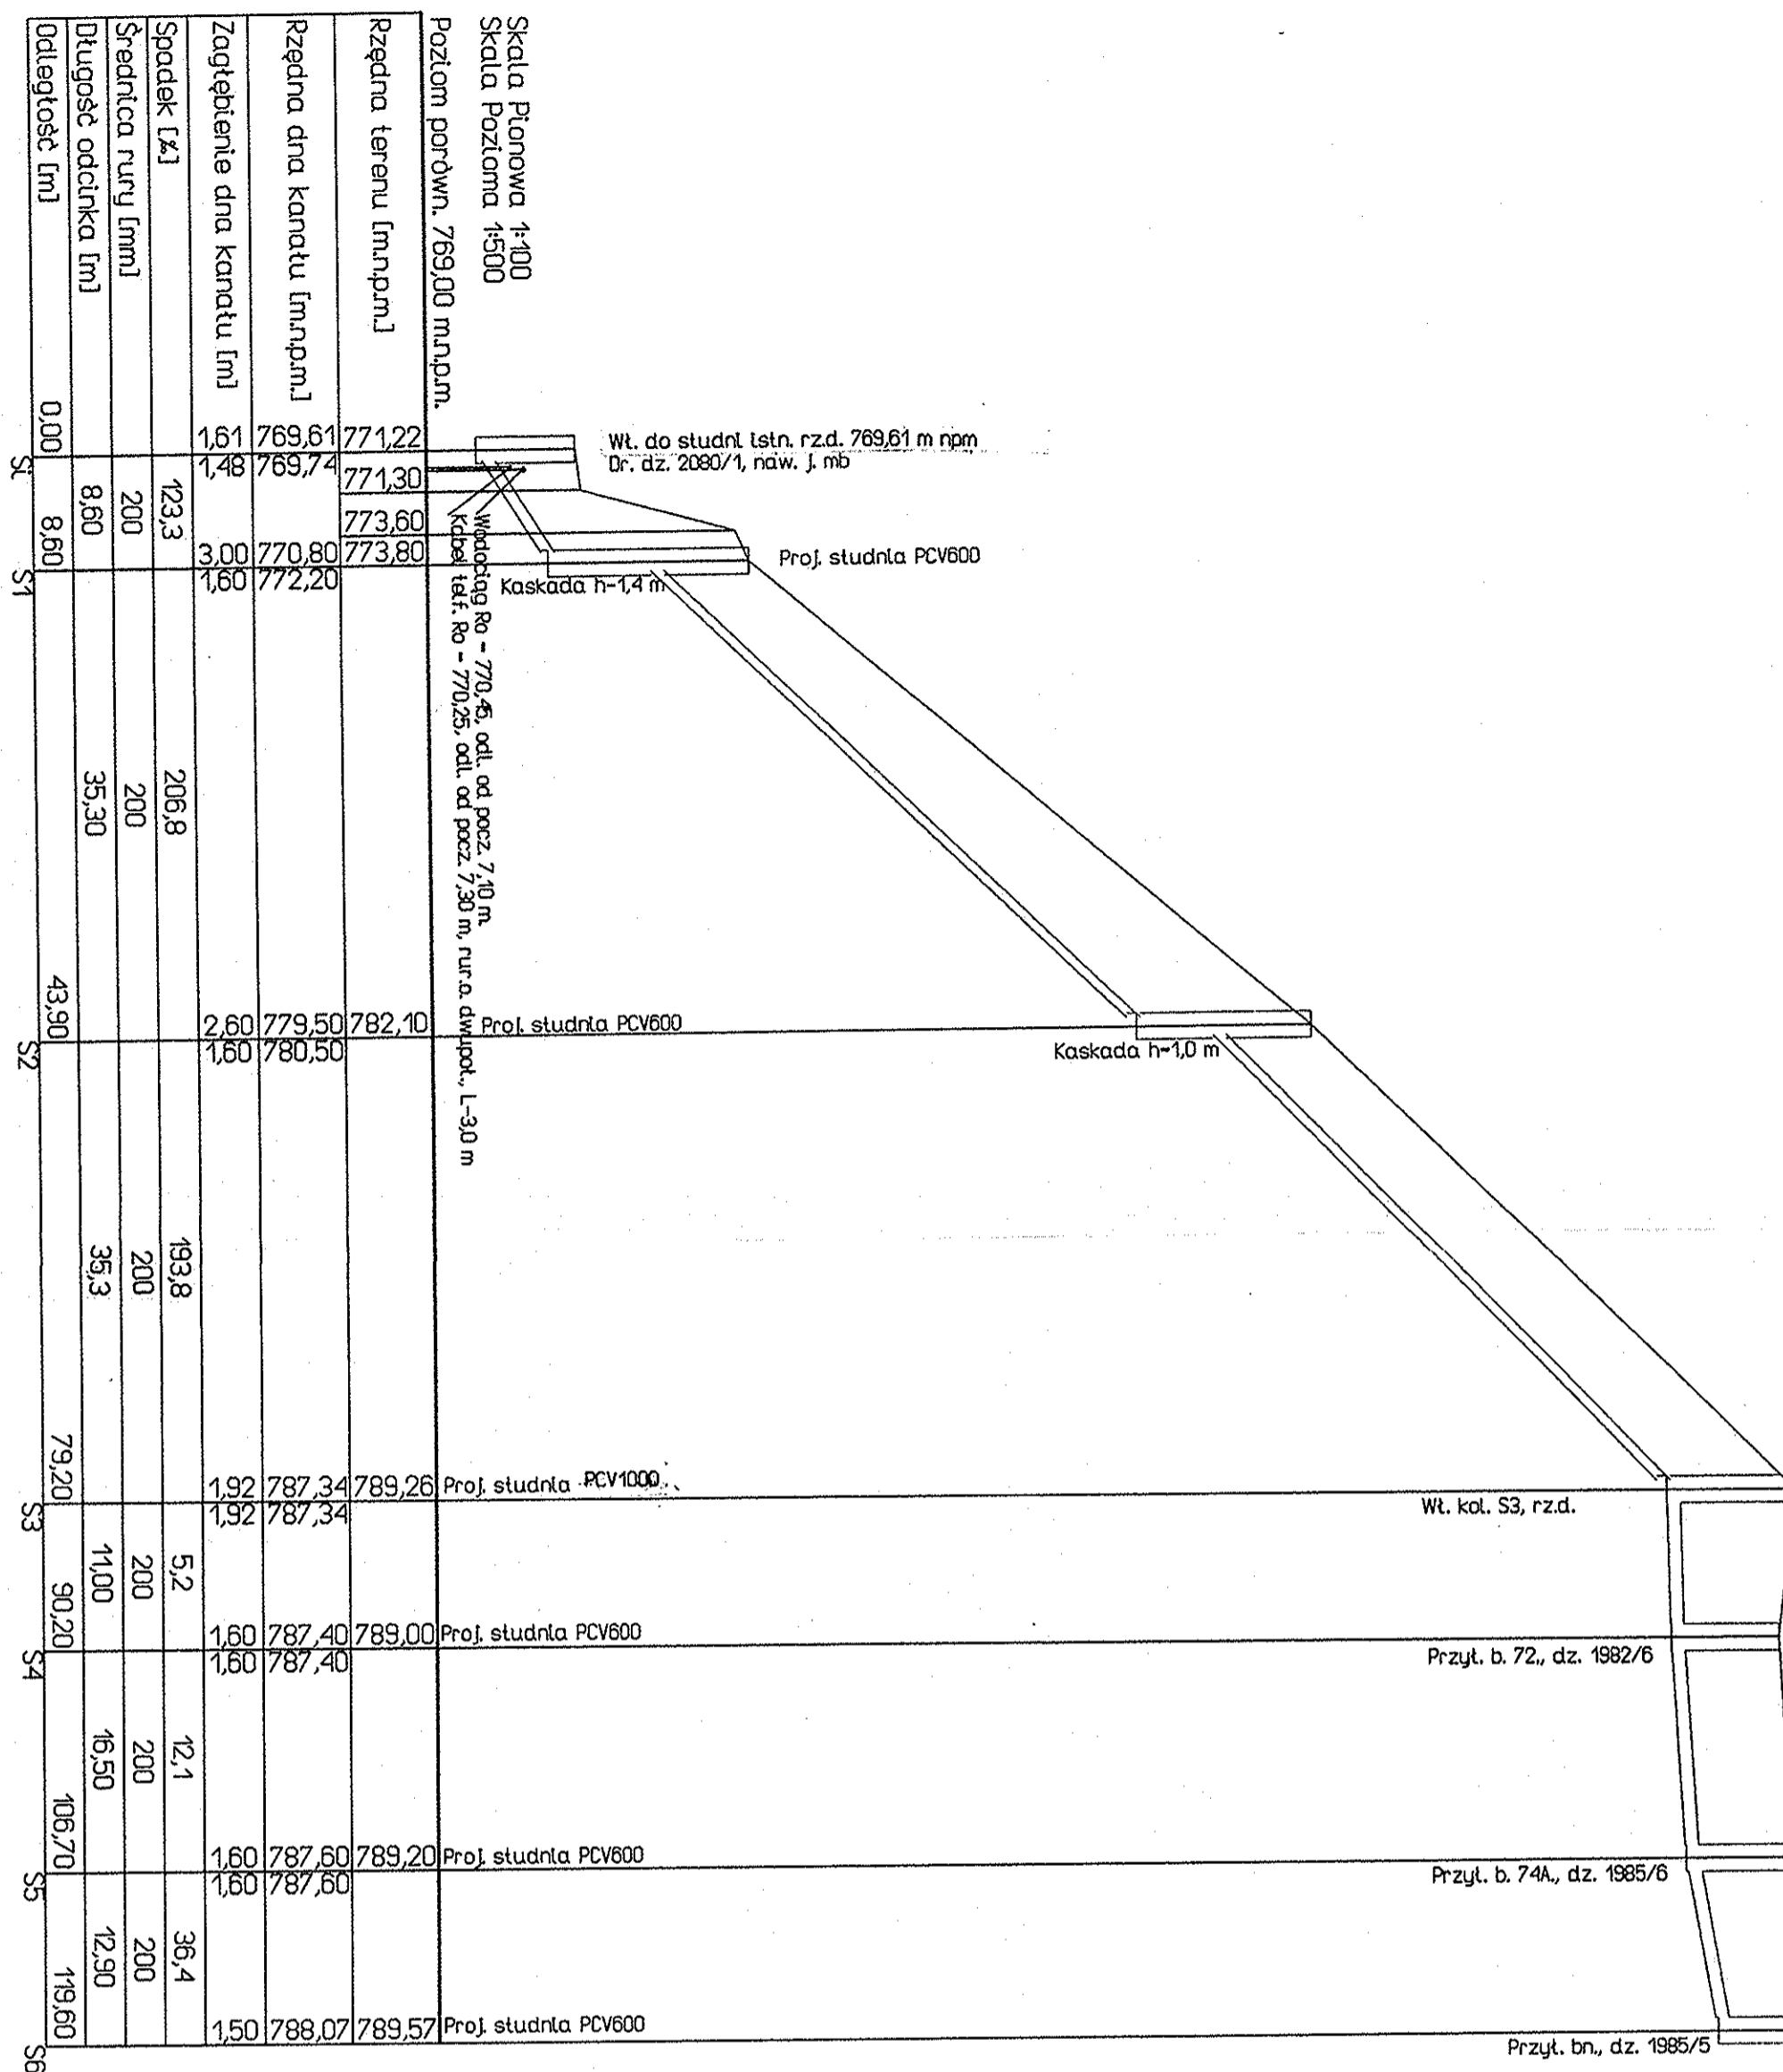 Skala Pionowa 1:100
Skala Pozioma 1:500
Poziom porówn. 769,00 m.n.p.m.
Rzędna terenu [m.n.p.m.]
771,22
771,30
773,60
773,80
782,10
789,26
789,00
789,20
789,57
Rzędna dna kanału [m.n.p.m.]
769,61
769,74
770,80
772,20
779,50
780,50
787,34
787,34
787,40
787,40
787,60
787,60
788,07
Zagłębienie dna kanału [m]
1,61
1,48
3,00
1,60
2,60
1,60
1,92
1,92
1,60
1,60
1,60
1,60
1,50
Spadek [%]
123,3
206,8
193,8
5,2
12,1
36,4
Średnica rury [mm]
200
200
200
200
200
200
Długość odcinka [m]
8,60
35,30
35,3
11,00
16,50
12,90
Odległość [m]
0,00
8,60
43,90
79,20
90,20
106,70
119,60
S1
S2
S3
S4
S5
S6
Wł. do studni istn. rz.d. 769,61 m npm
Dr. dz. 2080/1, naw. j. mb
Proj. studnia PCV600
Kaskada h-1,4 m
Wodociąg Ro - 770,45, odl. od pocz. 7,10 m
Kabel telf. Ro - 770,25, odl. od pocz. 7,30 m, rur.o. dwupoł., L-3,0 m
Proj. studnia PCV600
Kaskada h-1,0 m
Proj. studnia PCV1000
Wł. kol. S3, rz.d.
Proj. studnia PCV600
Przył. b. 72,, dz. 1982/6
Proj. studnia PCV600
Przył. b. 74A,, dz. 1985/6
Proj. studnia PCV600
Przył. bn., dz. 1985/5